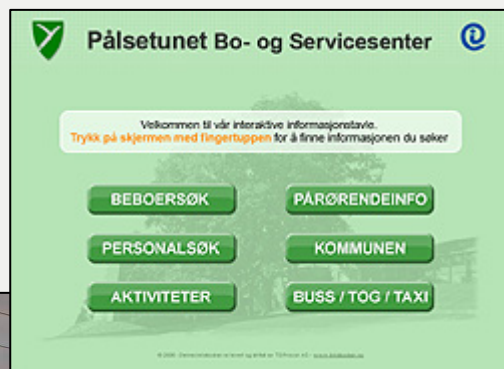 Pålsetunet Bo- og Servicesenter
Velkommen til vår interaktive informasjonstavle.
Trykk på skjermen med fingertuppen for å finne informasjonen du søker
BEBOERSØK
PÅRØRENDEINFO
PERSONALSØK
KOMMUNEN
AKTIVITETER
BUSS / TOG / TAXI